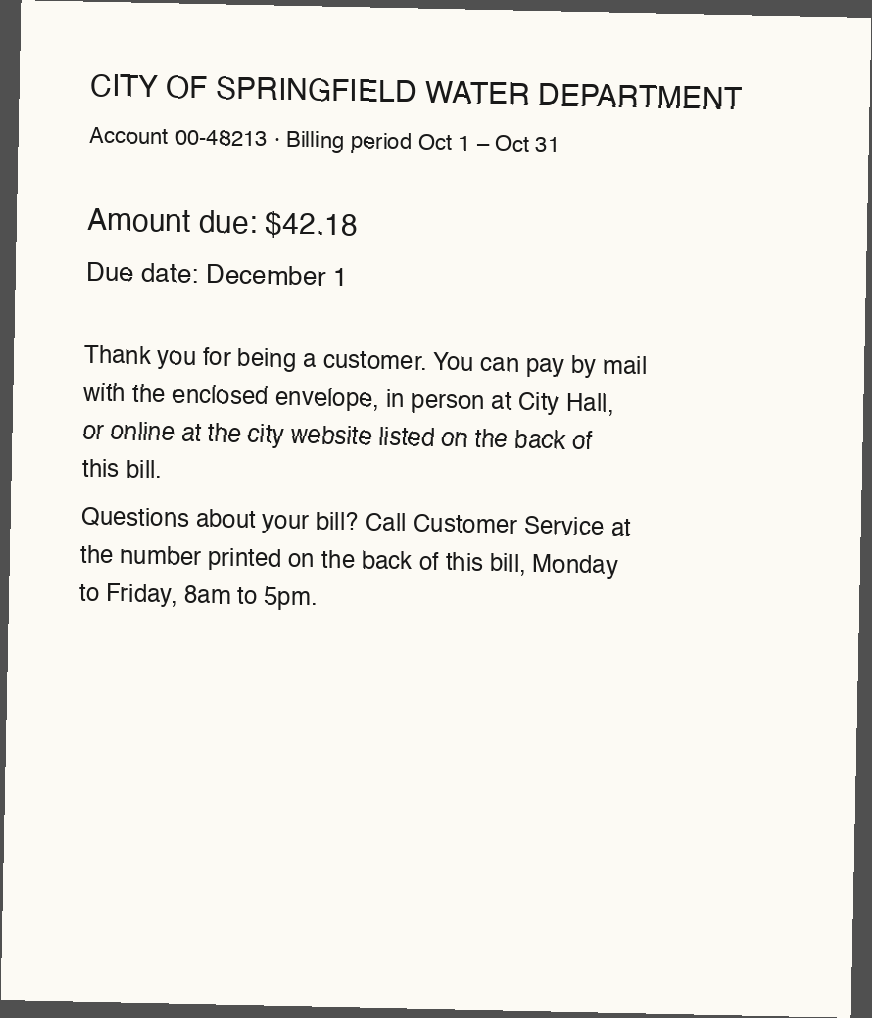 CITY OF SPRINGFIELD WATER DEPARTMENT
Account 00-48213 · Billing period Oct 1 – Oct 31
Amount due: $42.18
Due date: December 1
Thank you for being a customer. You can pay by mail
with the enclosed envelope, in person at City Hall,
or online at the city website listed on the back of
this bill.
Questions about your bill? Call Customer Service at
the number printed on the back of this bill, Monday
to Friday, 8am to 5pm.